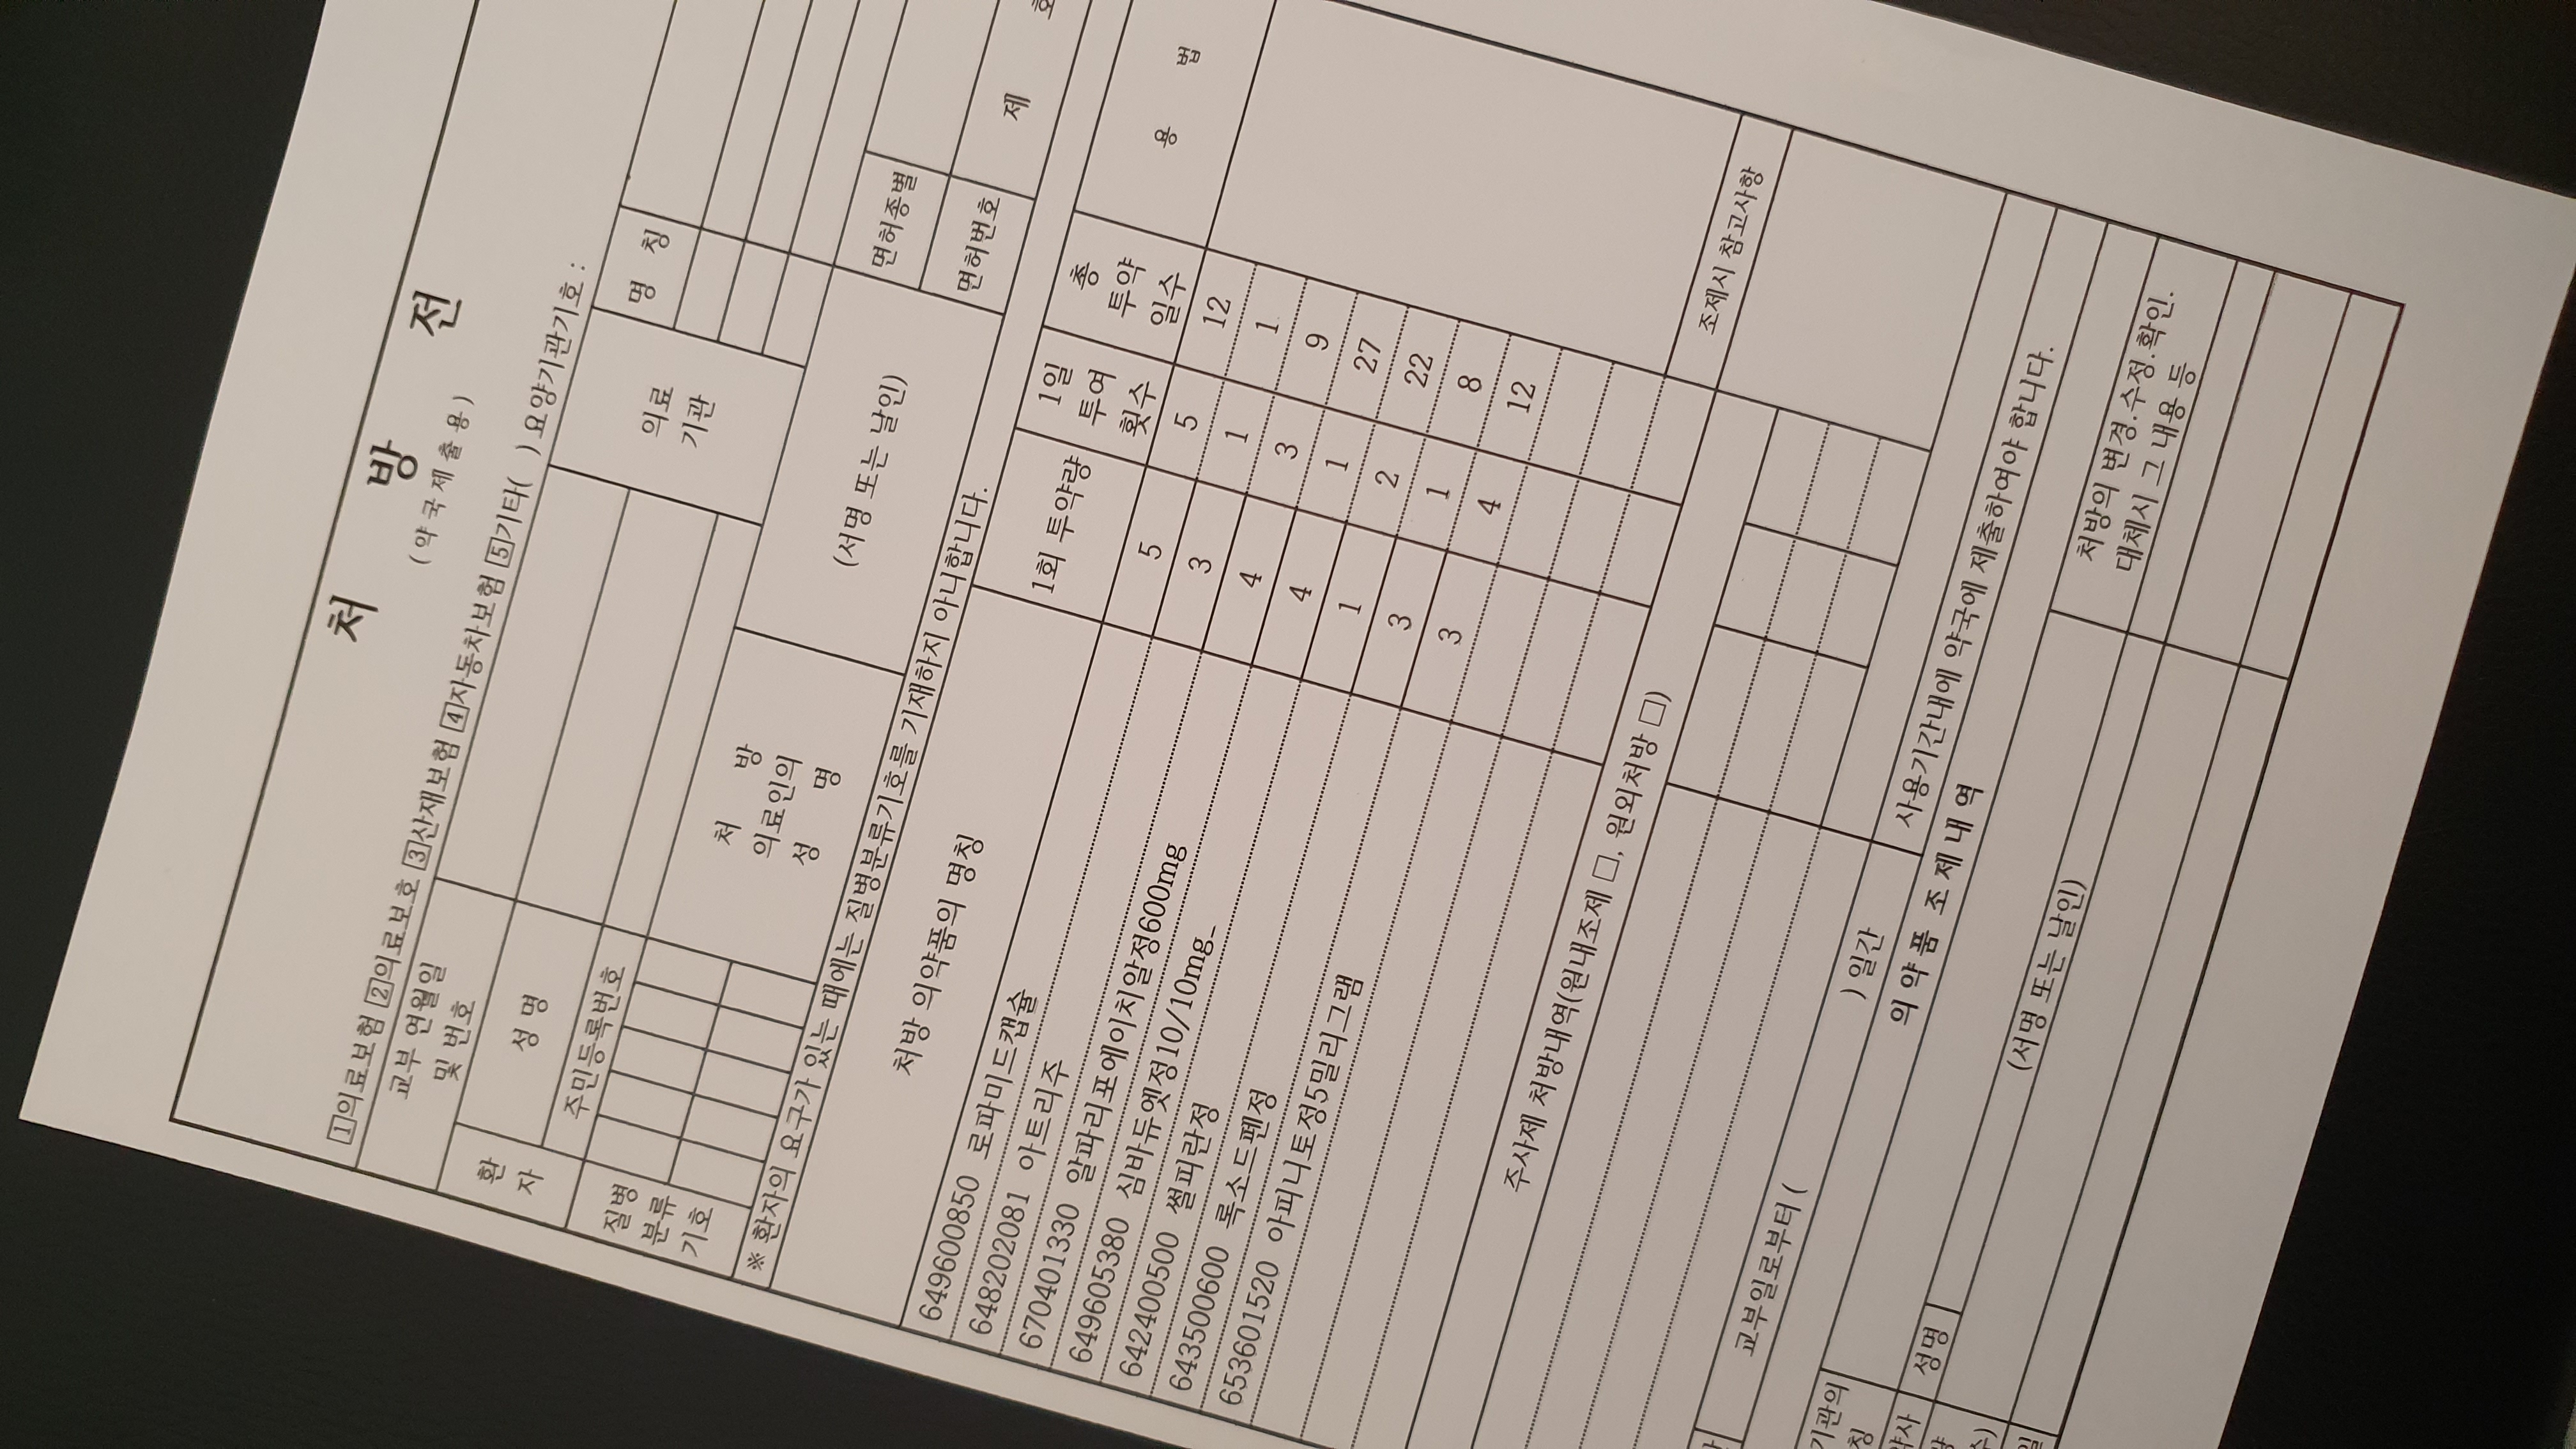 처 방 전
(약국제출용)
1의료보험 2의료보호 3산재보험 4자동차보험 5기타( ) 요양기관기호 :
교부 연월일
및 번호
환자
성 명
주민등록번호
의료
기관
명 칭
질병
분류
기호
처 방
의료인의
성 명
(서명 또는 날인)
면허종별
면허번호
제
※ 환자의 요구가 있는 때에는 질병분류기호를 기재하지 아니합니다.
처방 의약품의 명칭
1회 투약량
1일
투여
횟수
총
투약
일수
용 법
649600850 로파미드캡슐 5 5 12
648202081 아트리주 3 1 1
670401330 알파리포에이치알정600mg 4 3 9
649605380 심바듀엣정10/10mg_ 4 1 27
642400500 썰피란정 1 2 22
643500600 록소드펜정 3 1 8
653601520 아피니토정5밀리그램 3 4 12
주사제 처방내역(원내조제 □, 원외처방 □)
조제시 참고사항
교부일로부터 ( ) 일간
사용기간내에 약국에 제출하여야 합니다.
의 약 품 조 제 내 역
기관의
칭
처방의 변경.수정.확인.
대체시 그 내용 등
약사
성명
(서명 또는 날인)
량
수)
일